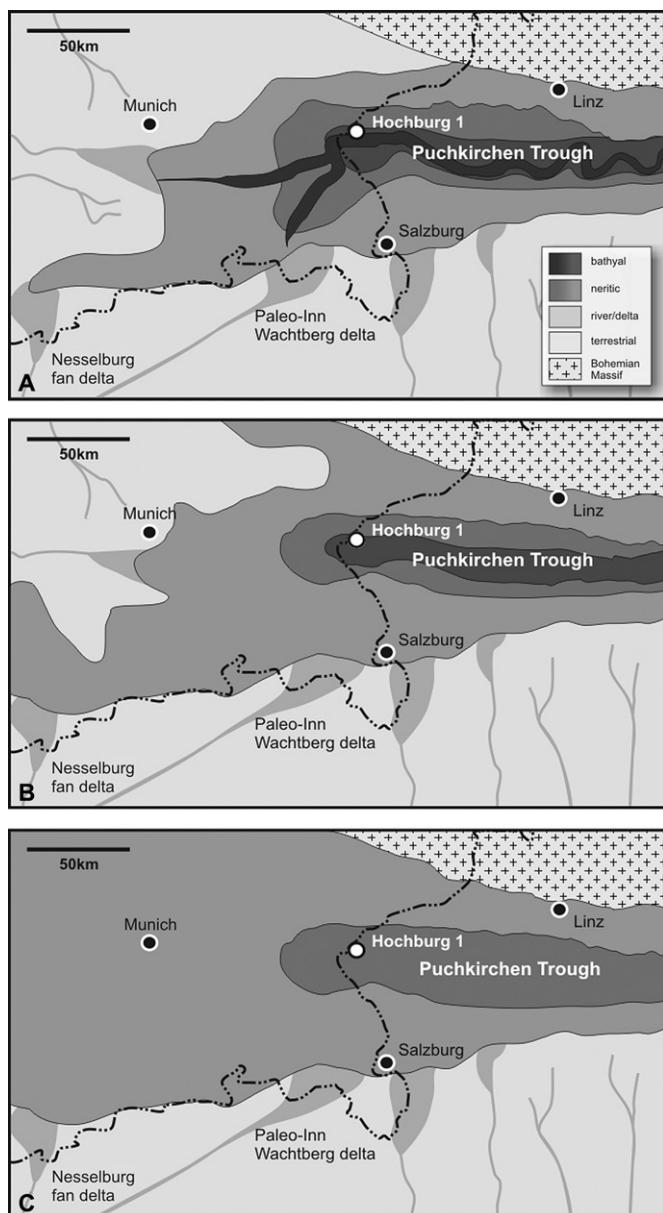 50km
Munich
Linz
Hochburg 1
Puchkirchen Trough
Salzburg
bathyal
neritic
river/delta
terrestrial
Bohemian
Massif
Paleo-Inn
Wachtberg delta
Nesselburg
fan delta
A
50km
Munich
Linz
Hochburg 1
Puchkirchen Trough
Salzburg
Paleo-Inn
Wachtberg delta
Nesselburg
fan delta
B
50km
Munich
Linz
Hochburg 1
Puchkirchen Trough
Salzburg
Paleo-Inn
Wachtberg delta
Nesselburg
fan delta
C